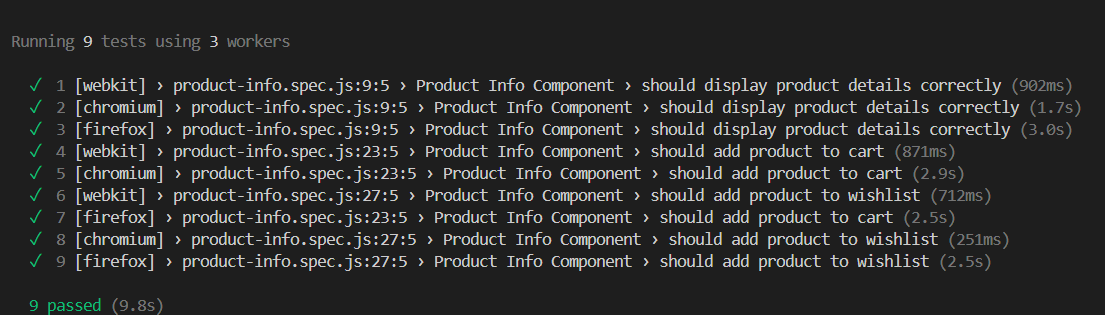 Running 9 tests using 3 workers
✓ 1 [webkit] › product-info.spec.js:9:5 › Product Info Component › should display product details correctly (902ms)
✓ 2 [chromium] › product-info.spec.js:9:5 › Product Info Component › should display product details correctly (1.7s)
✓ 3 [firefox] › product-info.spec.js:9:5 › Product Info Component › should display product details correctly (3.0s)
✓ 4 [webkit] › product-info.spec.js:23:5 › Product Info Component › should add product to cart (871ms)
✓ 5 [chromium] › product-info.spec.js:23:5 › Product Info Component › should add product to cart (2.9s)
✓ 6 [webkit] › product-info.spec.js:27:5 › Product Info Component › should add product to wishlist (712ms)
✓ 7 [firefox] › product-info.spec.js:23:5 › Product Info Component › should add product to cart (2.5s)
✓ 8 [chromium] › product-info.spec.js:27:5 › Product Info Component › should add product to wishlist (251ms)
✓ 9 [firefox] › product-info.spec.js:27:5 › Product Info Component › should add product to wishlist (2.5s)
9 passed (9.8s)